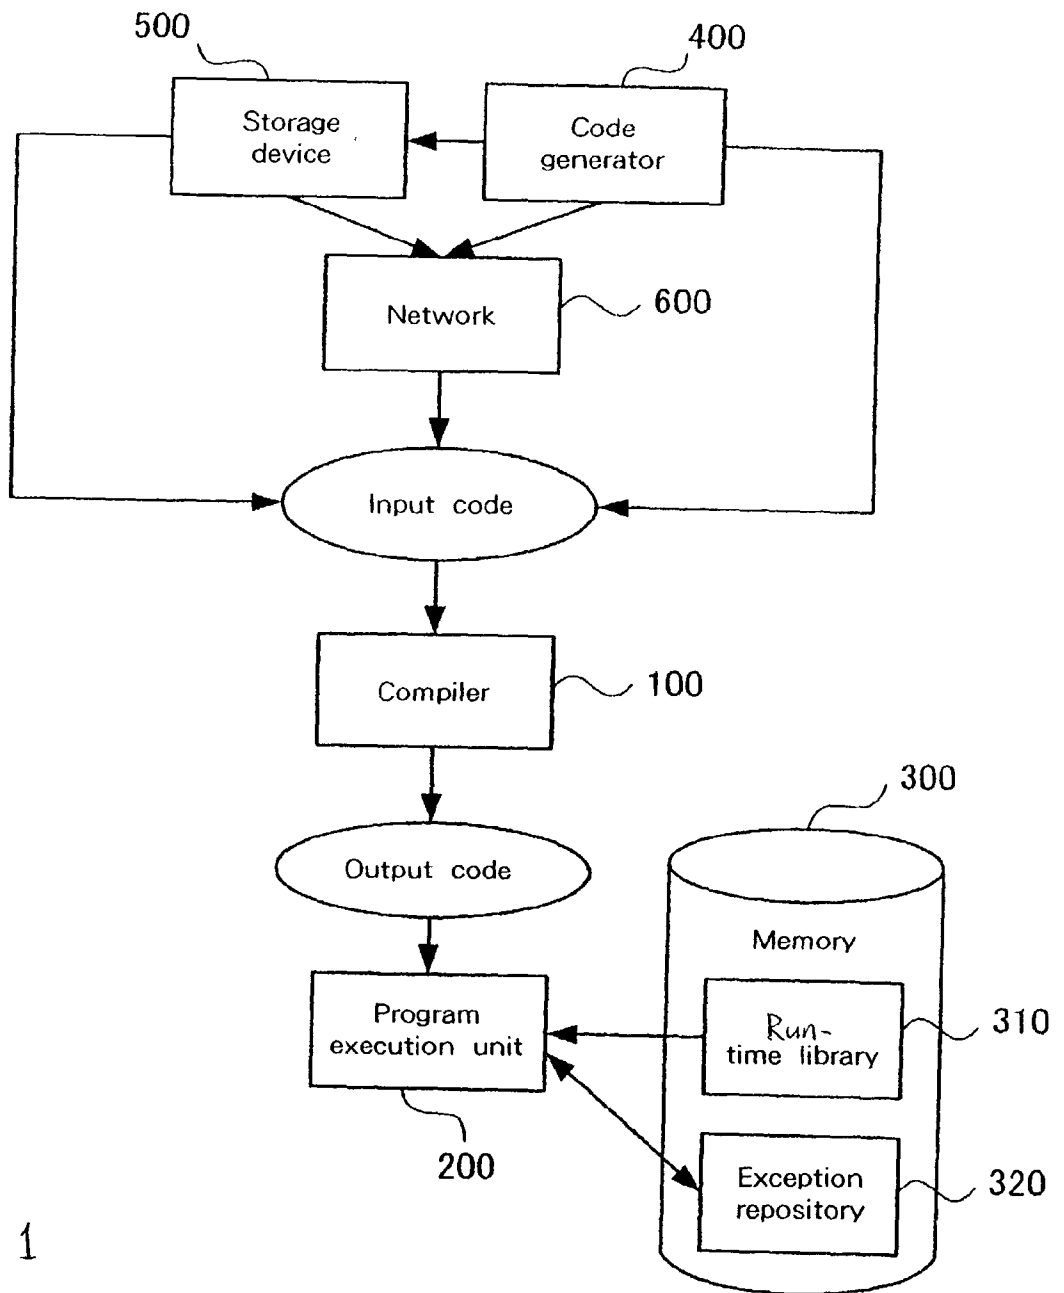 500
400
Storage
device
Code
generator
Network
600
Input code
Compiler
100
300
Output code
Memory
Program
execution unit
Run-
time library
310
200
Exception
repository
320
1